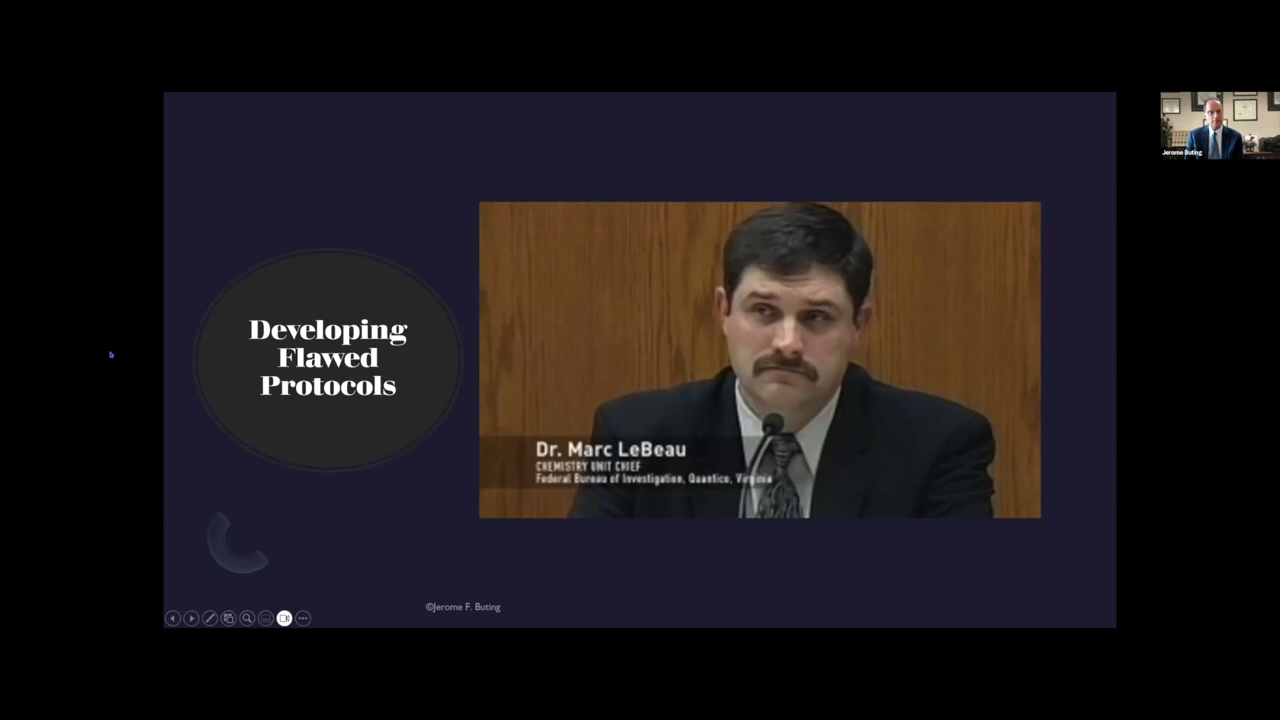 Developing
Flawed
Protocols
Dr. Marc LeBeau
CHEMISTRY UNIT CHIEF
Federal Bureau of Investigation, Quantico, Virginia
©Jerome F. Buting
Jerome Buting